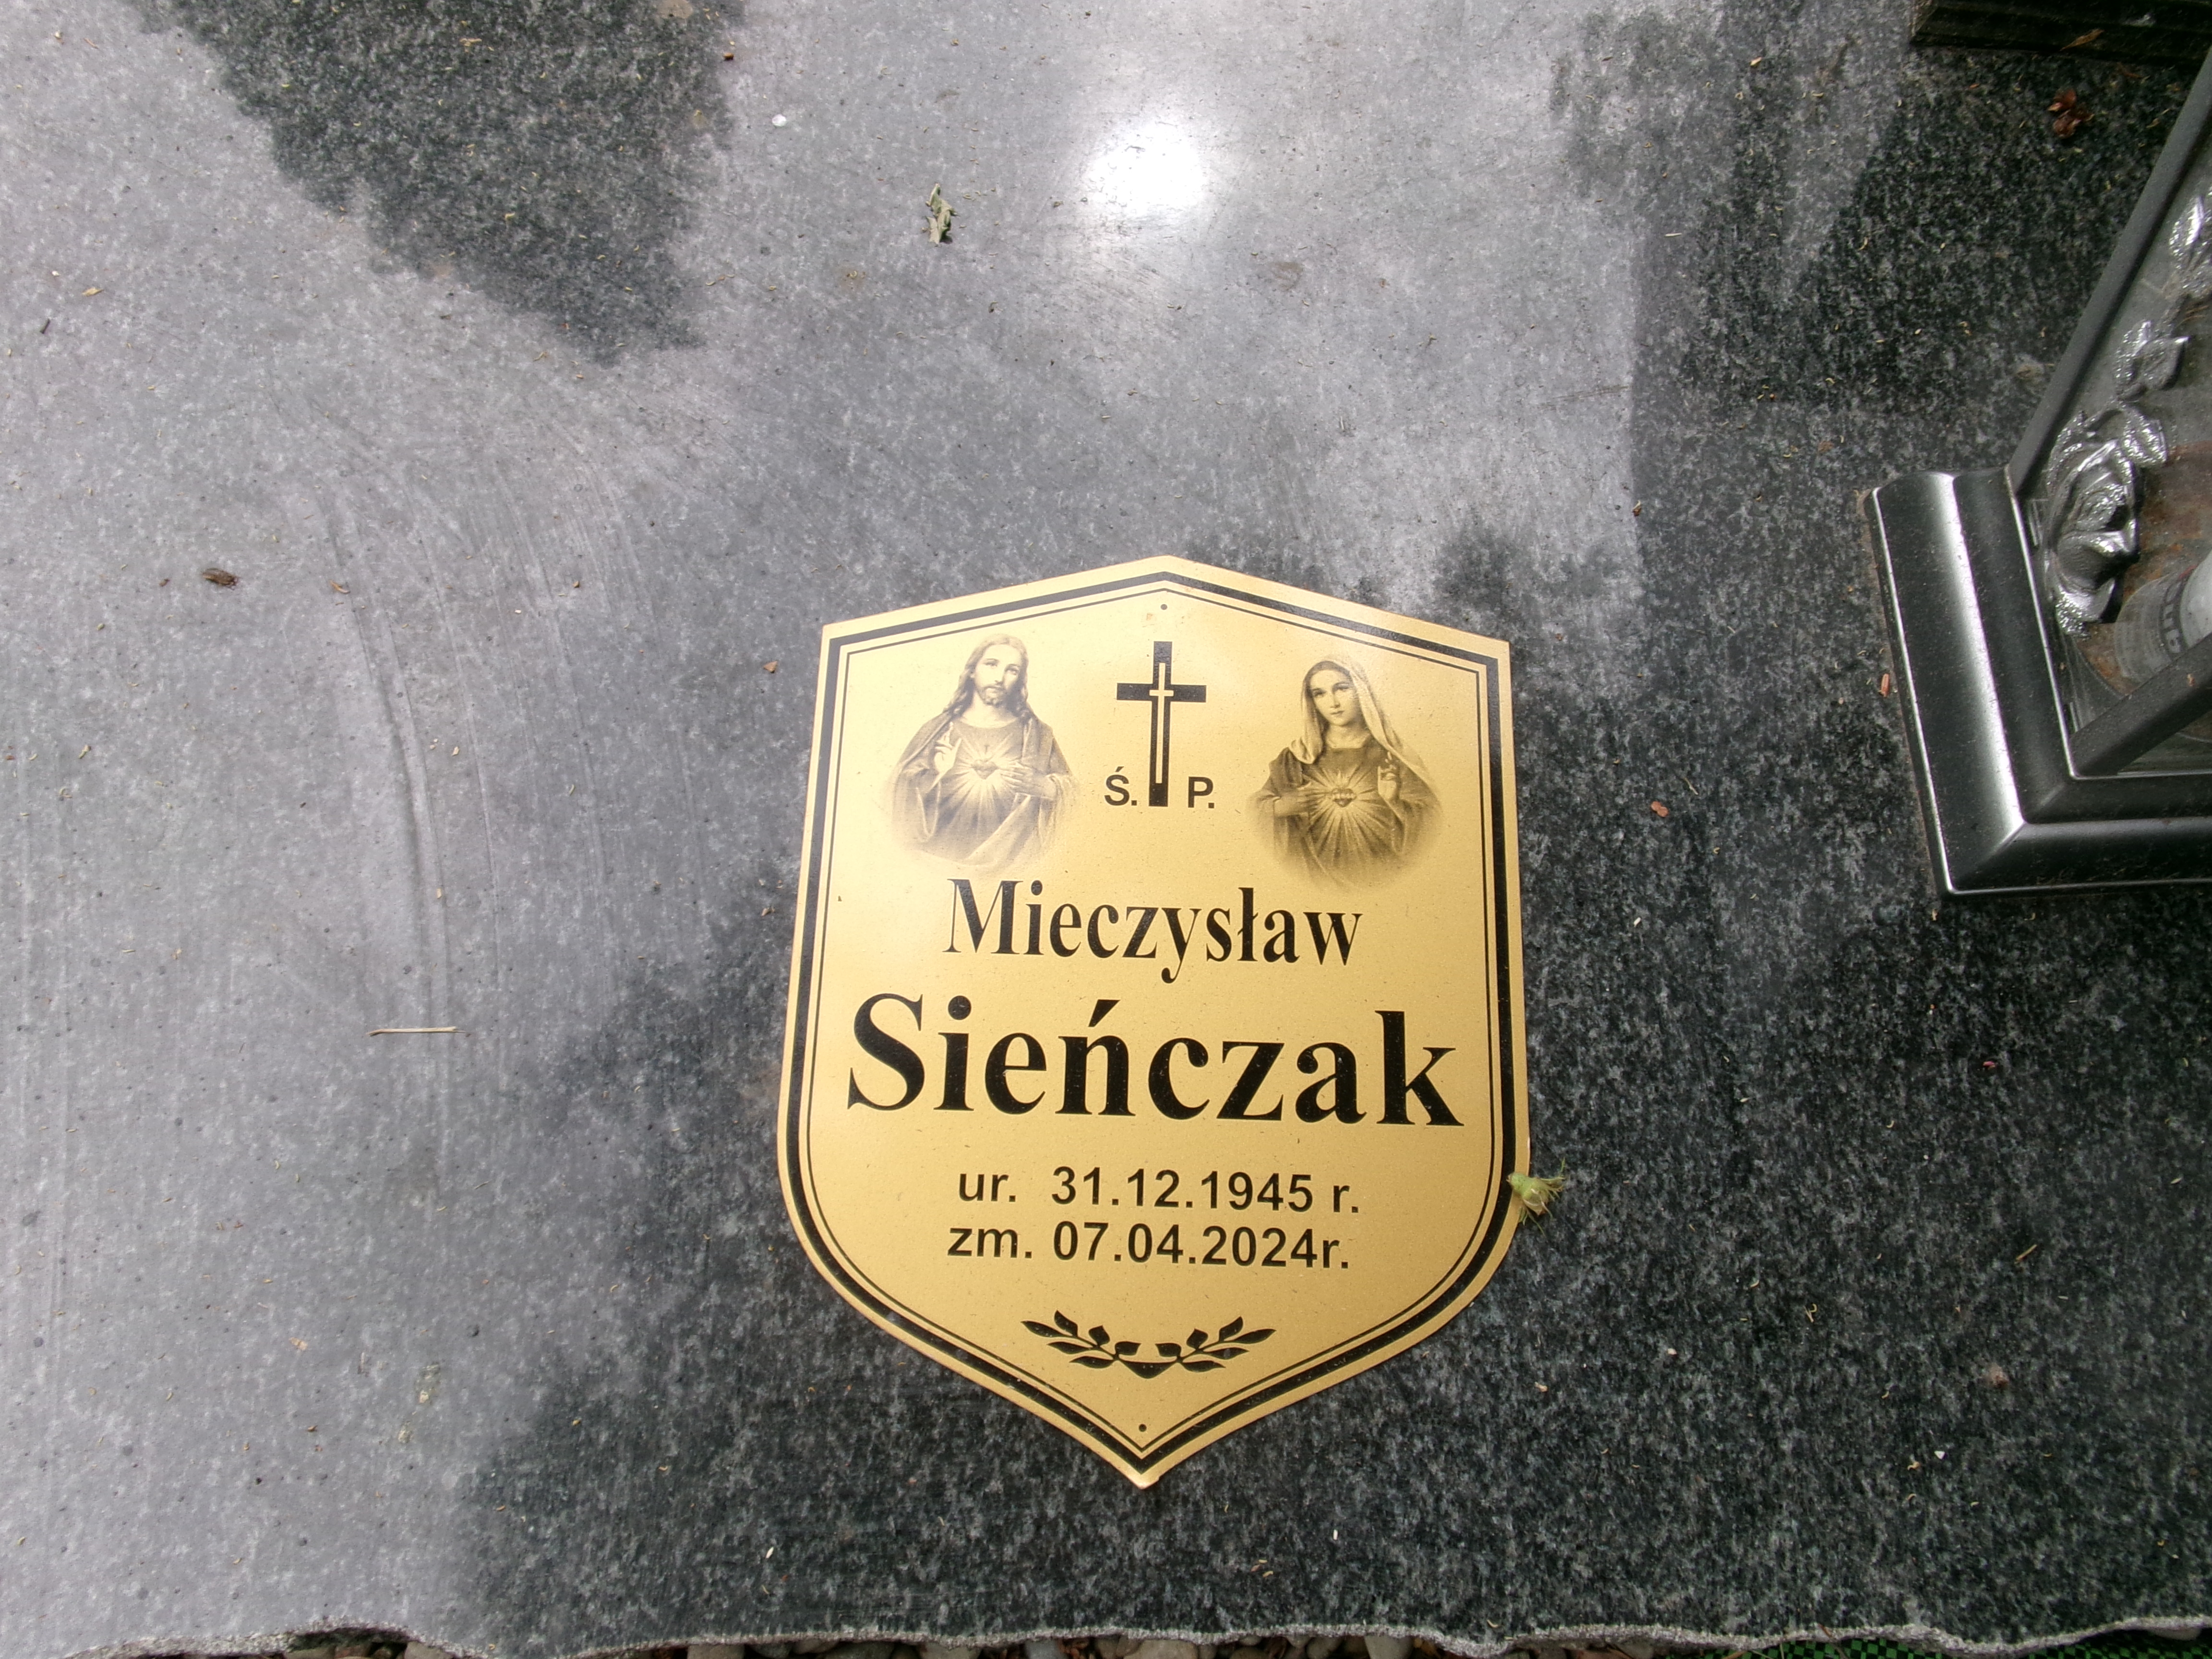 Ś. P.
Mieczysław
Sieńczak
ur. 31.12.1945 r.
zm. 07.04.2024r.